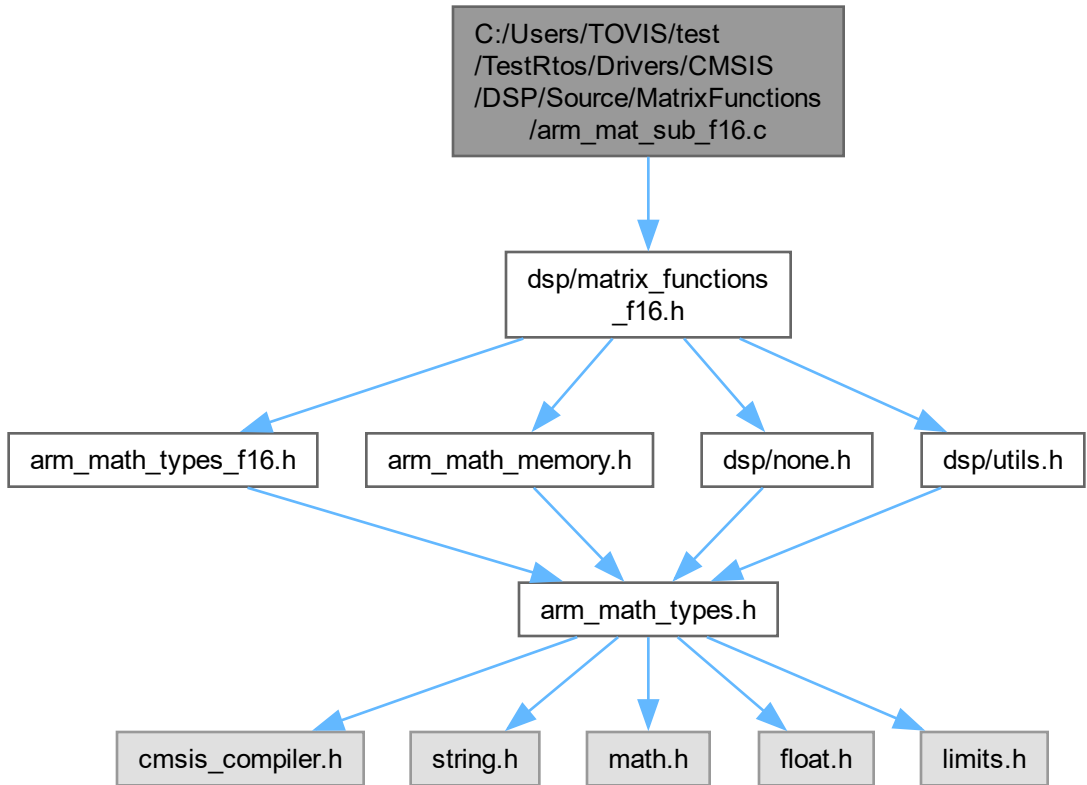 C:/Users/TOVIS/test
/TestRtos/Drivers/CMSIS
/DSP/Source/MatrixFunctions
/arm_mat_sub_f16.c
dsp/matrix_functions
_f16.h
arm_math_types_f16.h
arm_math_memory.h
dsp/none.h
dsp/utils.h
arm_math_types.h
cmsis_compiler.h
string.h
math.h
float.h
limits.h